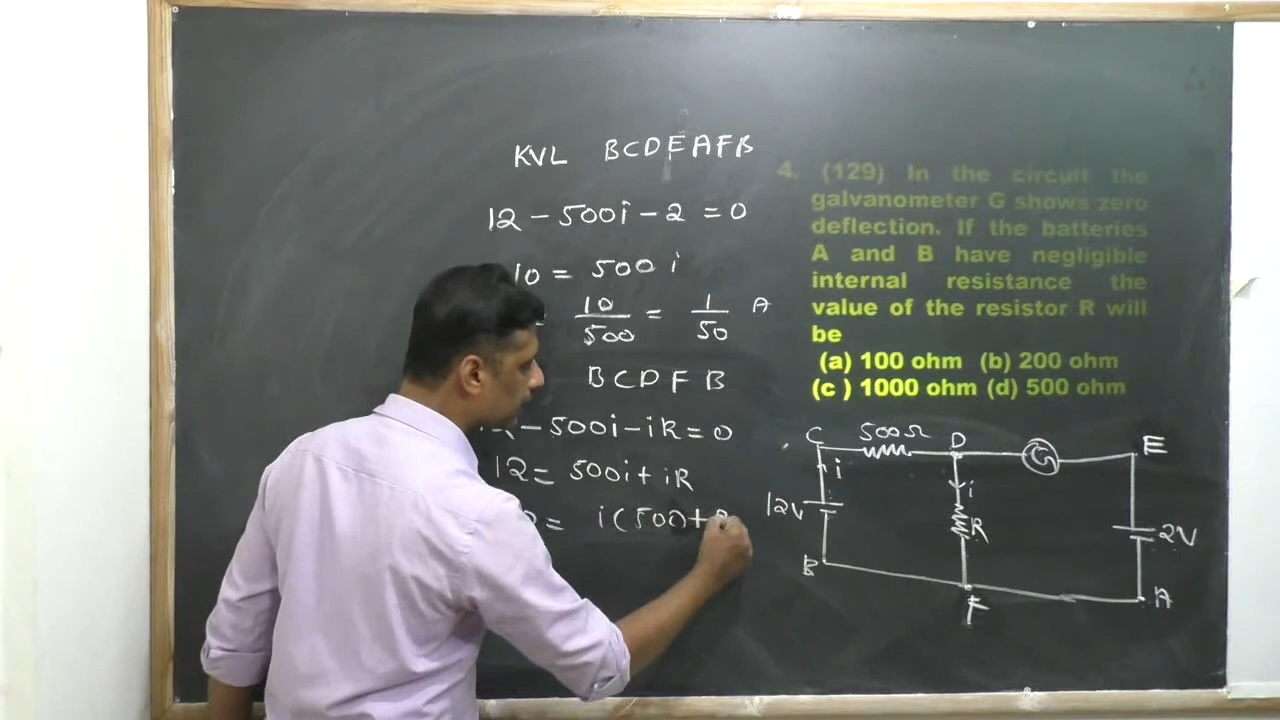 KVL BCDEAFB
12 - 500i - 2 = 0
10 = 500 i
10/500 = 1/50 A
BCDFB
- 500i - iR = 0
12 = 500i + iR
= i(500 +
4. (129) In the circuit the
galvanometer G shows zero
deflection. If the batteries
A and B have negligible
internal resistance the
value of the resistor R will
be
(a) 100 ohm (b) 200 ohm
(c ) 1000 ohm (d) 500 ohm
C 500Ω D G E
i i
12V R 2V
B F A